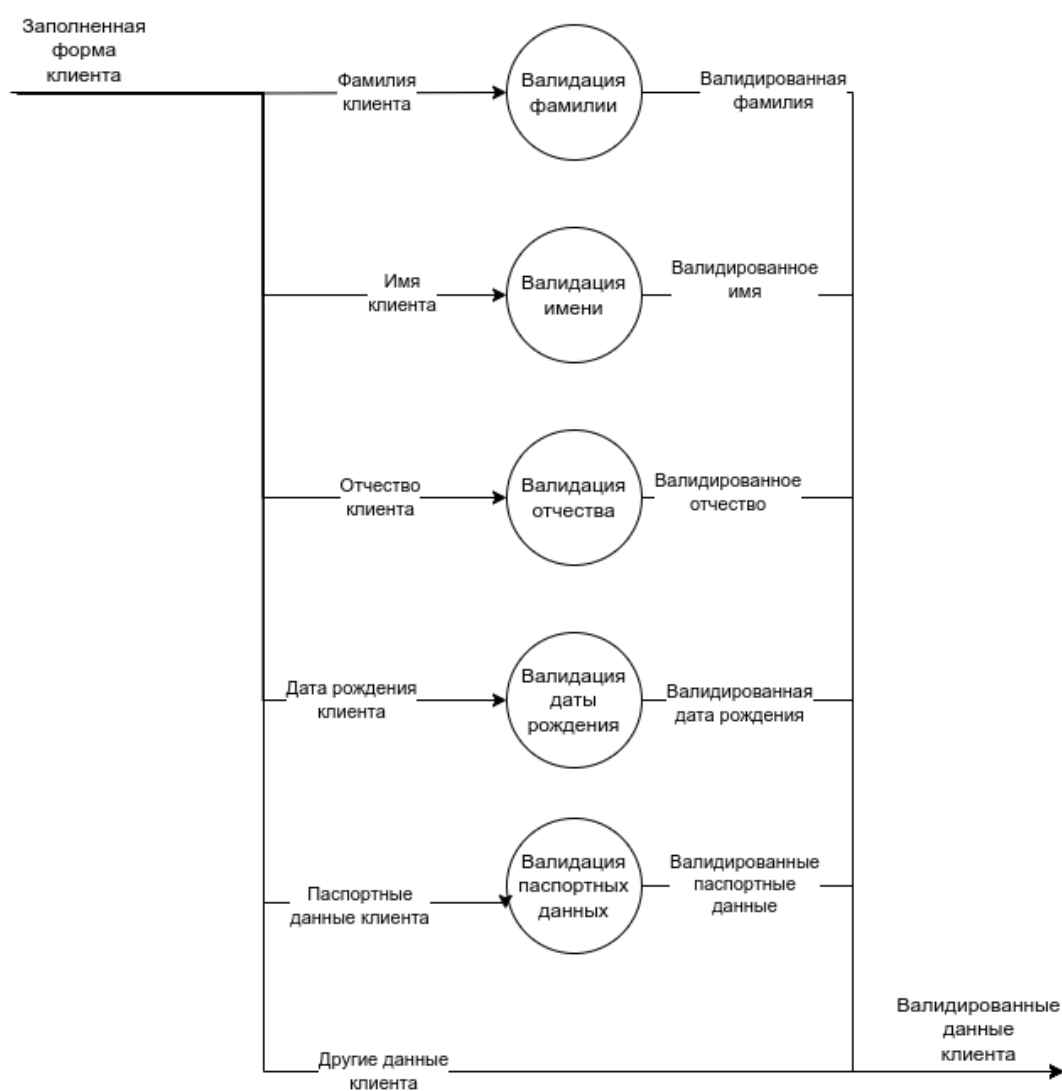 Заполненная
форма
клиента
Фамилия
клиента
Валидация
фамилии
Валидированная
фамилия
Имя
клиента
Валидация
имени
Валидированное
имя
Отчество
клиента
Валидация
отчества
Валидированное
отчество
Дата рождения
клиента
Валидация
даты
рождения
Валидированная
дата рождения
Паспортные
данные клиента
Валидация
паспортных
данных
Валидированные
паспортные
данные
Другие данные
клиента
Валидированные
данные
клиента